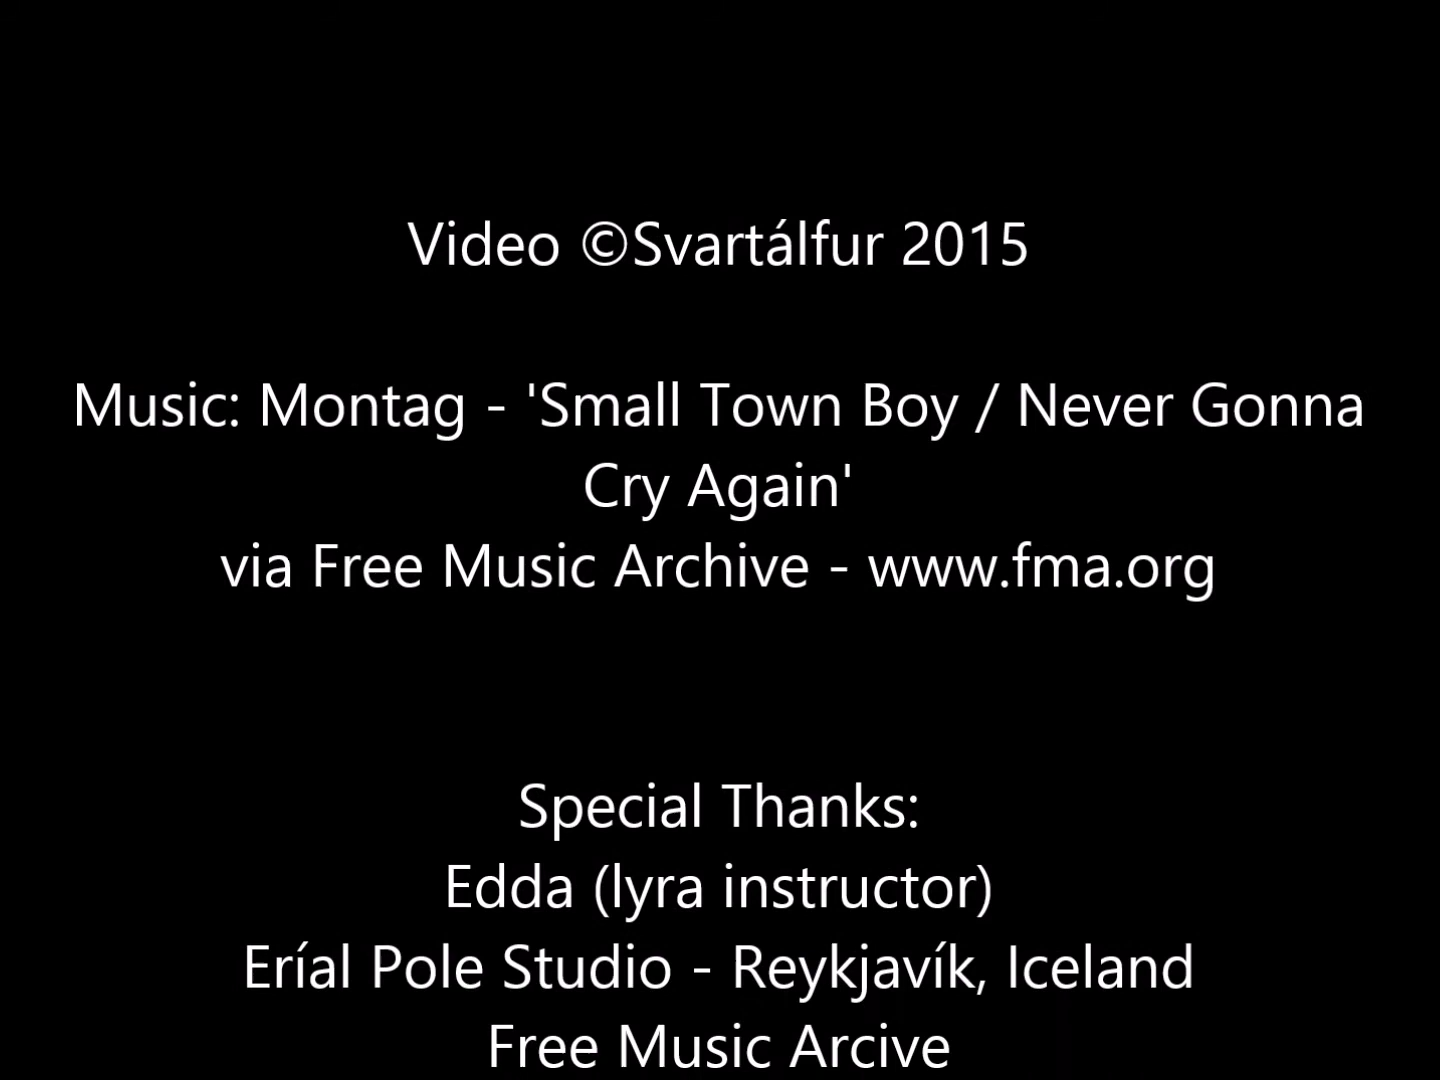 Video ©Svartálfur 2015
Music: Montag - 'Small Town Boy / Never Gonna
Cry Again'
via Free Music Archive - www.fma.org
Special Thanks:
Edda (lyra instructor)
Eríal Pole Studio - Reykjavík, Iceland
Free Music Arcive